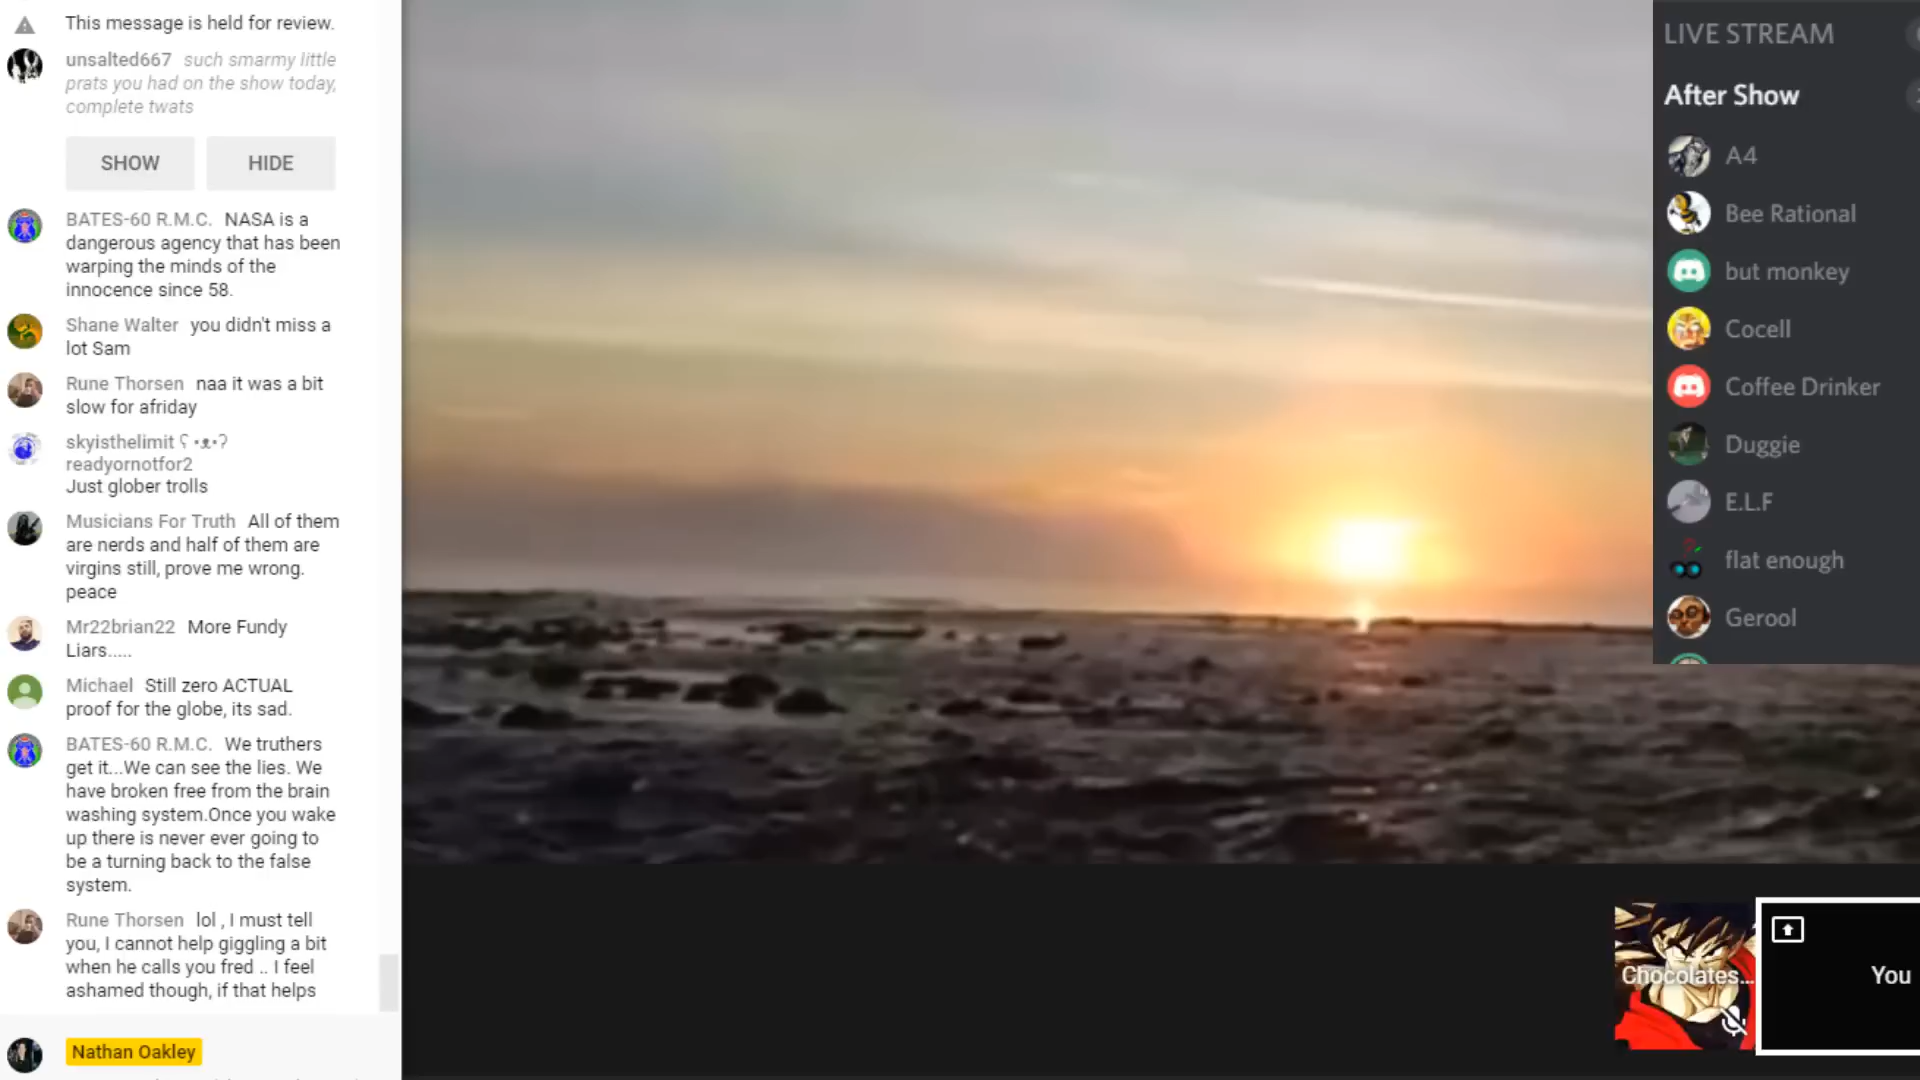 This message is held for review.
unsalted667 such smarmy little
prats you had on the show today,
complete twats
SHOW HIDE
BATES-60 R.M.C. NASA is a
dangerous agency that has been
warping the minds of the
innocence since 58.
Shane Walter you didn't miss a
lot Sam
Rune Thorsen naa it was a bit
slow for afriday
skyisthelimit ʕ •ᴥ•ʔ
readyornotfor2
Just glober trolls
Musicians For Truth All of them
are nerds and half of them are
virgins still, prove me wrong.
peace
Mr22brian22 More Fundy
Liars.....
Michael Still zero ACTUAL
proof for the globe, its sad.
BATES-60 R.M.C. We truthers
get it...We can see the lies. We
have broken free from the brain
washing system.Once you wake
up there is never ever going to
be a turning back to the false
system.
Rune Thorsen lol , I must tell
you, I cannot help giggling a bit
when he calls you fred .. I feel
ashamed though, if that helps
Nathan Oakley
LIVE STREAM
After Show
A4
Bee Rational
but monkey
Cocell
Coffee Drinker
Duggie
E.L.F
flat enough
Gerool
Chocolates...
You